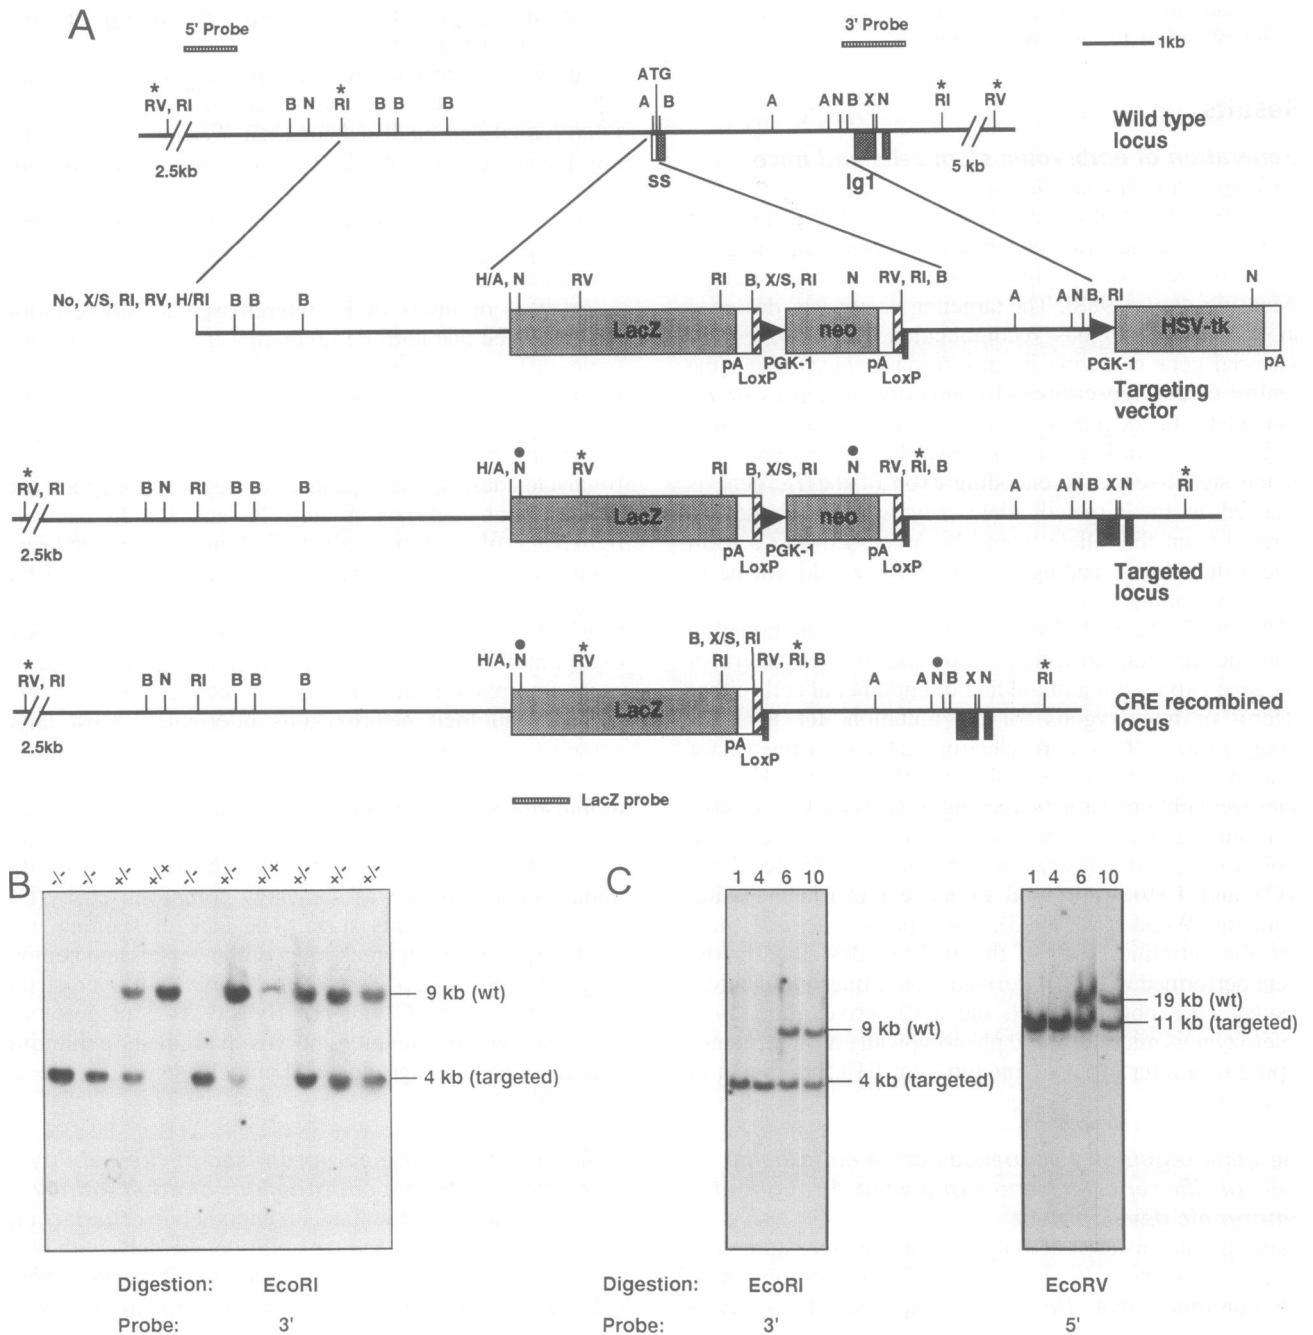 A
5' Probe
3' Probe
1kb
ATG
* * * *
RV, RI B N RI B B B A B A A N B X N RI RV
Wild type
locus
2.5kb SS Ig1 5 kb
H/A, N RV RI B, X/S, RI N RV, RI, B N
No, X/S, RI, RV, H/RI B B B A A N B, RI
LacZ neo HSV-tk
pA PGK-1 pA PGK-1 pA
LoxP LoxP
Targeting
vector
* ● * ● * *
RV, RI B N RI B B B H/A, N RV RI B, X/S, RI N RV, RI, B A A N B X N RI
LacZ neo
2.5kb pA PGK-1 pA
LoxP LoxP
Targeted
locus
B, X/S, RI
* ● * * ● *
RV, RI B N RI B B B H/A, N RV RI RV, RI, B A A N B X N RI
LacZ
CRE recombined
locus
2.5kb pA
LoxP
LacZ probe
B
-/- -/- +/- +/+ -/- +/- +/+ +/- +/- +/-
9 kb (wt)
4 kb (targeted)
Digestion: EcoRI
Probe: 3'
C
1 4 6 10 1 4 6 10
9 kb (wt)
4 kb (targeted)
19 kb (wt)
11 kb (targeted)
Digestion: EcoRI EcoRV
Probe: 3' 5'